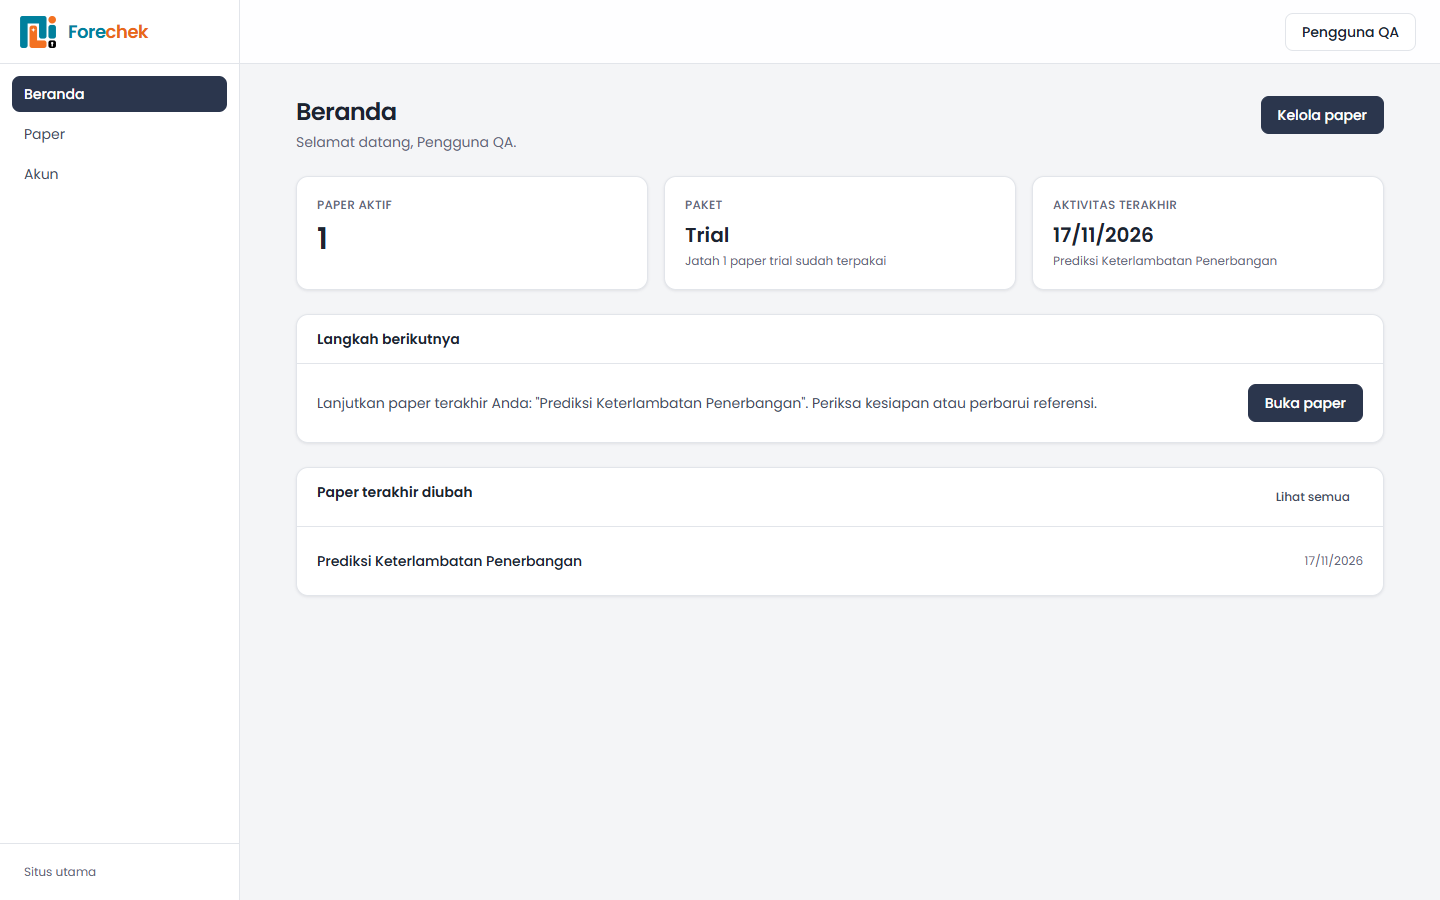 Forechek
Pengguna QA
Beranda
Paper
Akun
Situs utama
Beranda
Selamat datang, Pengguna QA.
Kelola paper
PAPER AKTIF
1
PAKET
Trial
Jatah 1 paper trial sudah terpakai
AKTIVITAS TERAKHIR
17/11/2026
Prediksi Keterlambatan Penerbangan
Langkah berikutnya
Lanjutkan paper terakhir Anda: "Prediksi Keterlambatan Penerbangan". Periksa kesiapan atau perbarui referensi.
Buka paper
Paper terakhir diubah
Lihat semua
Prediksi Keterlambatan Penerbangan
17/11/2026